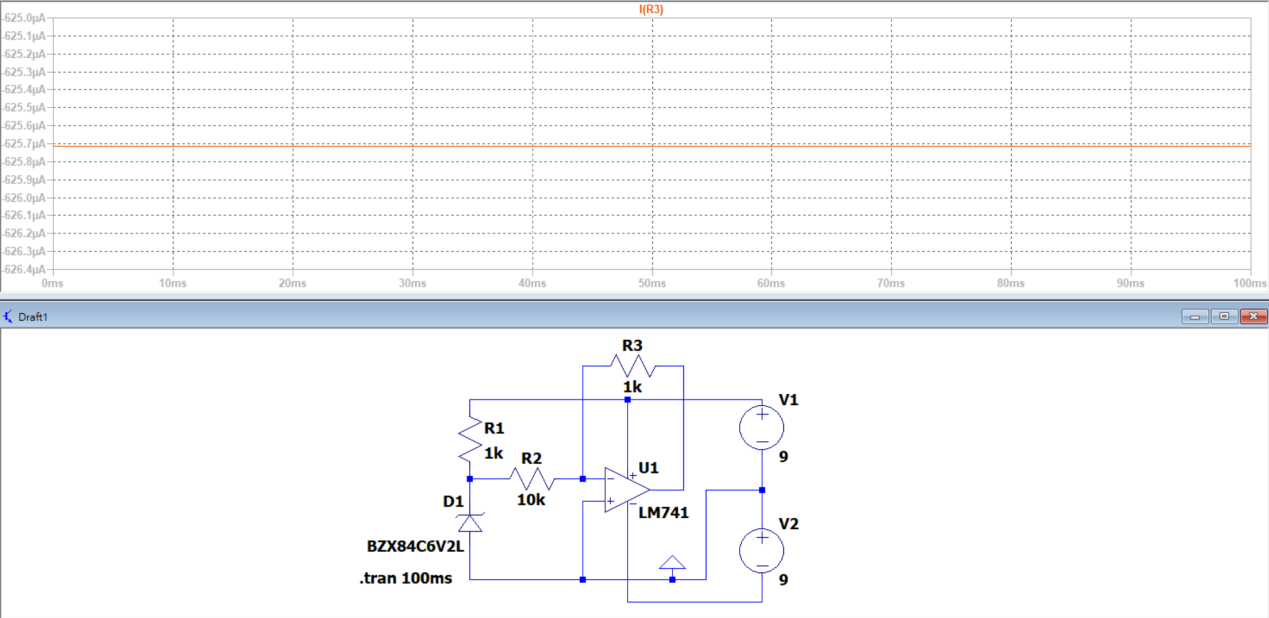 I(R3)
-625.0µA
-625.1µA
-625.2µA
-625.3µA
-625.4µA
-625.5µA
-625.6µA
-625.7µA
-625.8µA
-625.9µA
-626.0µA
-626.1µA
-626.2µA
-626.3µA
-626.4µA
0ms 10ms 20ms 30ms 40ms 50ms 60ms 70ms 80ms 90ms 100ms
Draft1
R3
1k
V1
9
R1
1k
R2
10k
U1
LM741
D1
BZX84C6V2L
V2
9
.tran 100ms